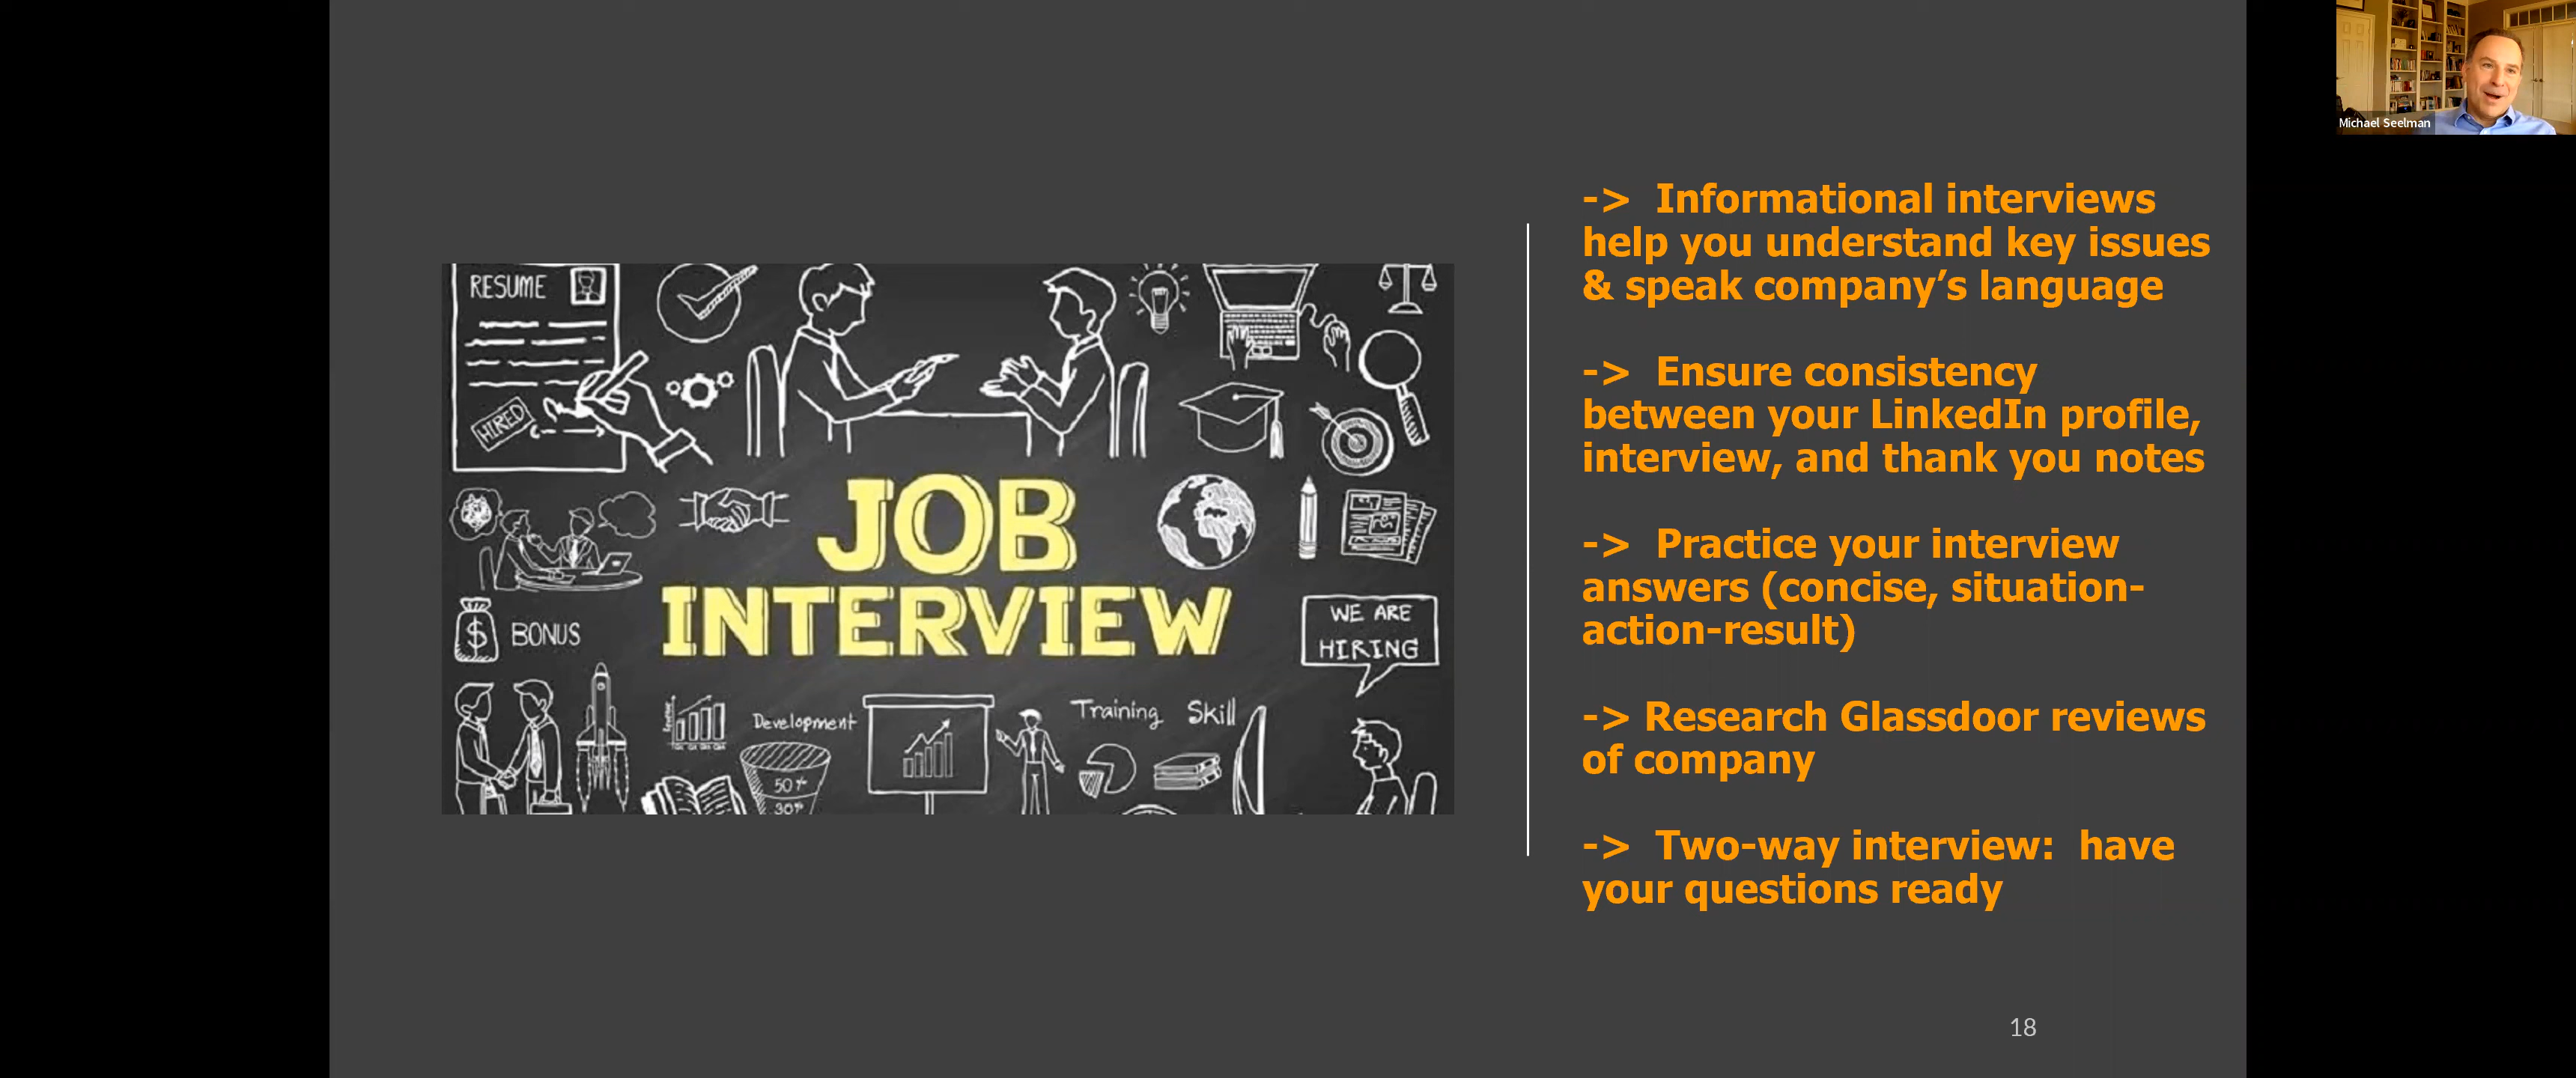 Michael Seelman
RESUME
HIRED
JOB
INTERVIEW
BONUS
WE ARE
HIRING
Development
Training Skill
50%
30%
-> Informational interviews
help you understand key issues
& speak company’s language
-> Ensure consistency
between your LinkedIn profile,
interview, and thank you notes
-> Practice your interview
answers (concise, situation-
action-result)
-> Research Glassdoor reviews
of company
-> Two-way interview:  have
your questions ready
18